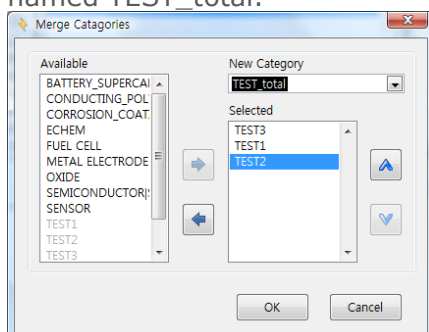 named TEST_total.
Merge Catagories
Available
BATTERY_SUPERCAI
CONDUCTING_POL
CORROSION_COAT.
ECHEM
FUEL CELL
METAL ELECTRODE
OXIDE
SEMICONDUCTOR|
SENSOR
TEST1
TEST2
TEST3
New Category
TEST_total
Selected
TEST3
TEST1
TEST2
OK
Cancel